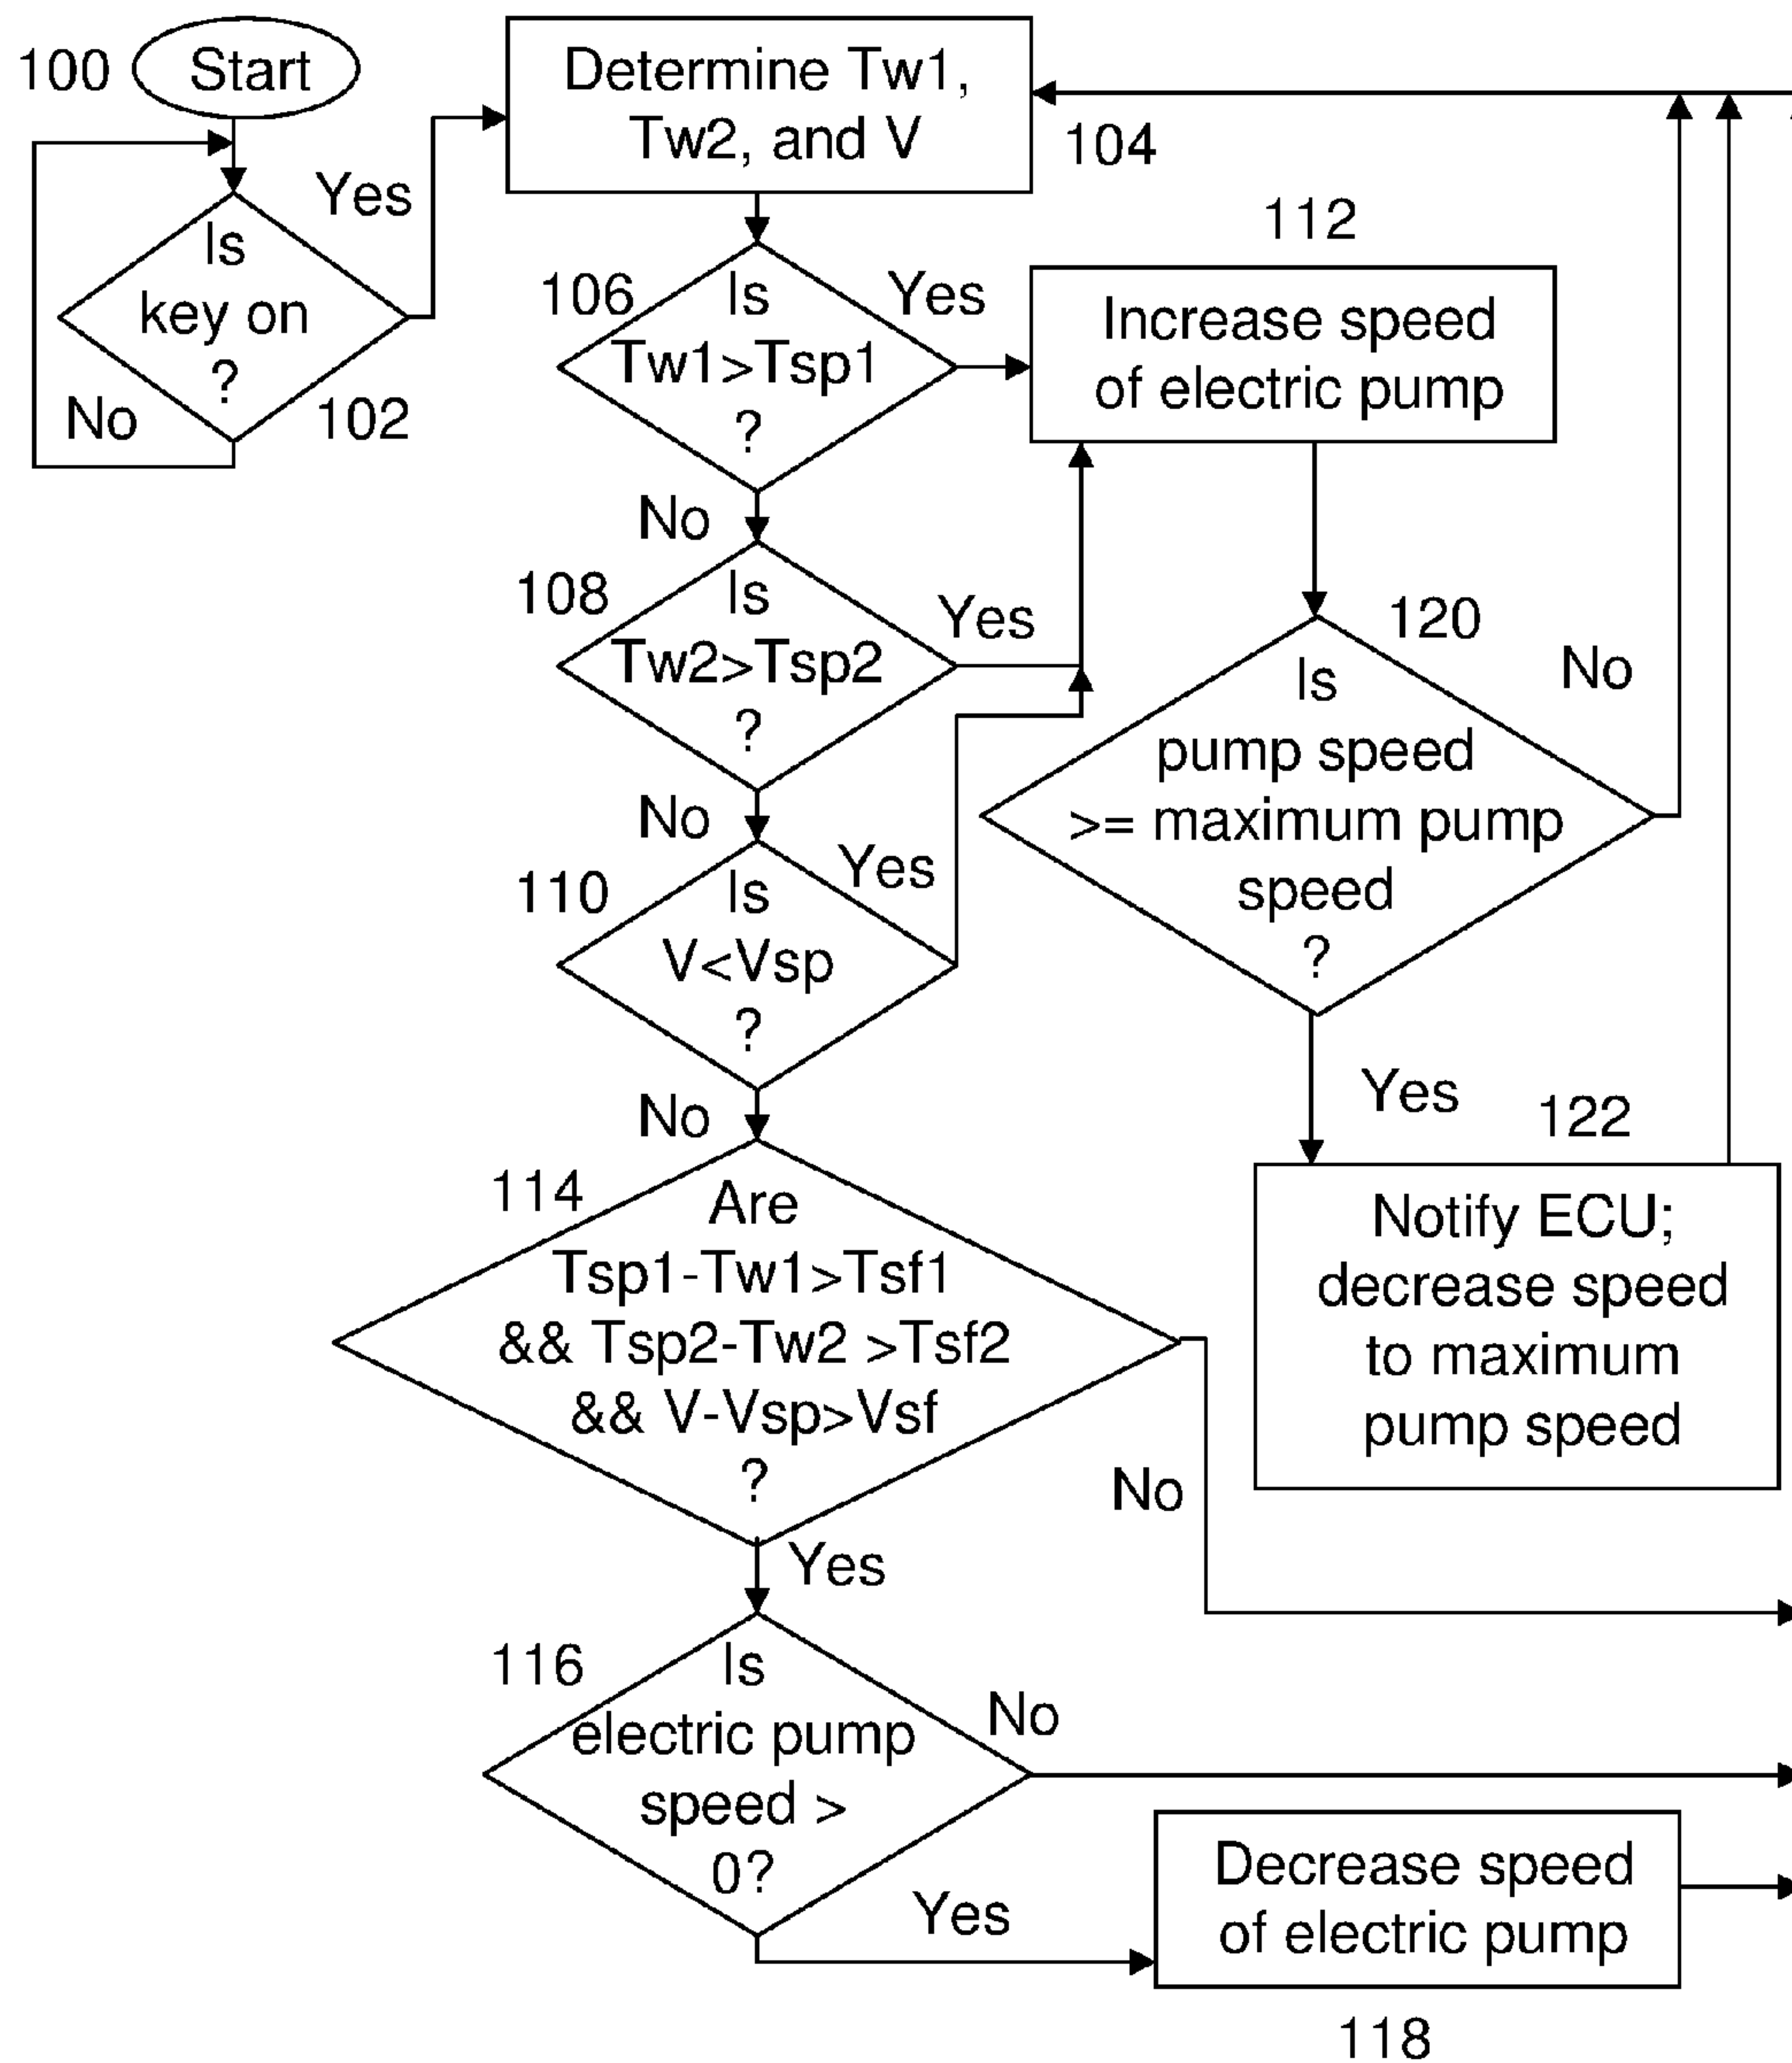 100
Start
Is
key on
?
Yes
No
102
Determine Tw1,
Tw2, and V
104
106
Is
Tw1>Tsp1
?
Yes
No
112
Increase speed
of electric pump
108
Is
Tw2>Tsp2
?
Yes
No
110
Is
V<Vsp
?
Yes
No
120
Is
pump speed
>= maximum pump
speed
?
No
Yes
122
Notify ECU;
decrease speed
to maximum
pump speed
114
Are
Tsp1-Tw1>Tsf1
&& Tsp2-Tw2 >Tsf2
&& V-Vsp>Vsf
?
No
Yes
116
Is
electric pump
speed >
0?
No
Yes
Decrease speed
of electric pump
118